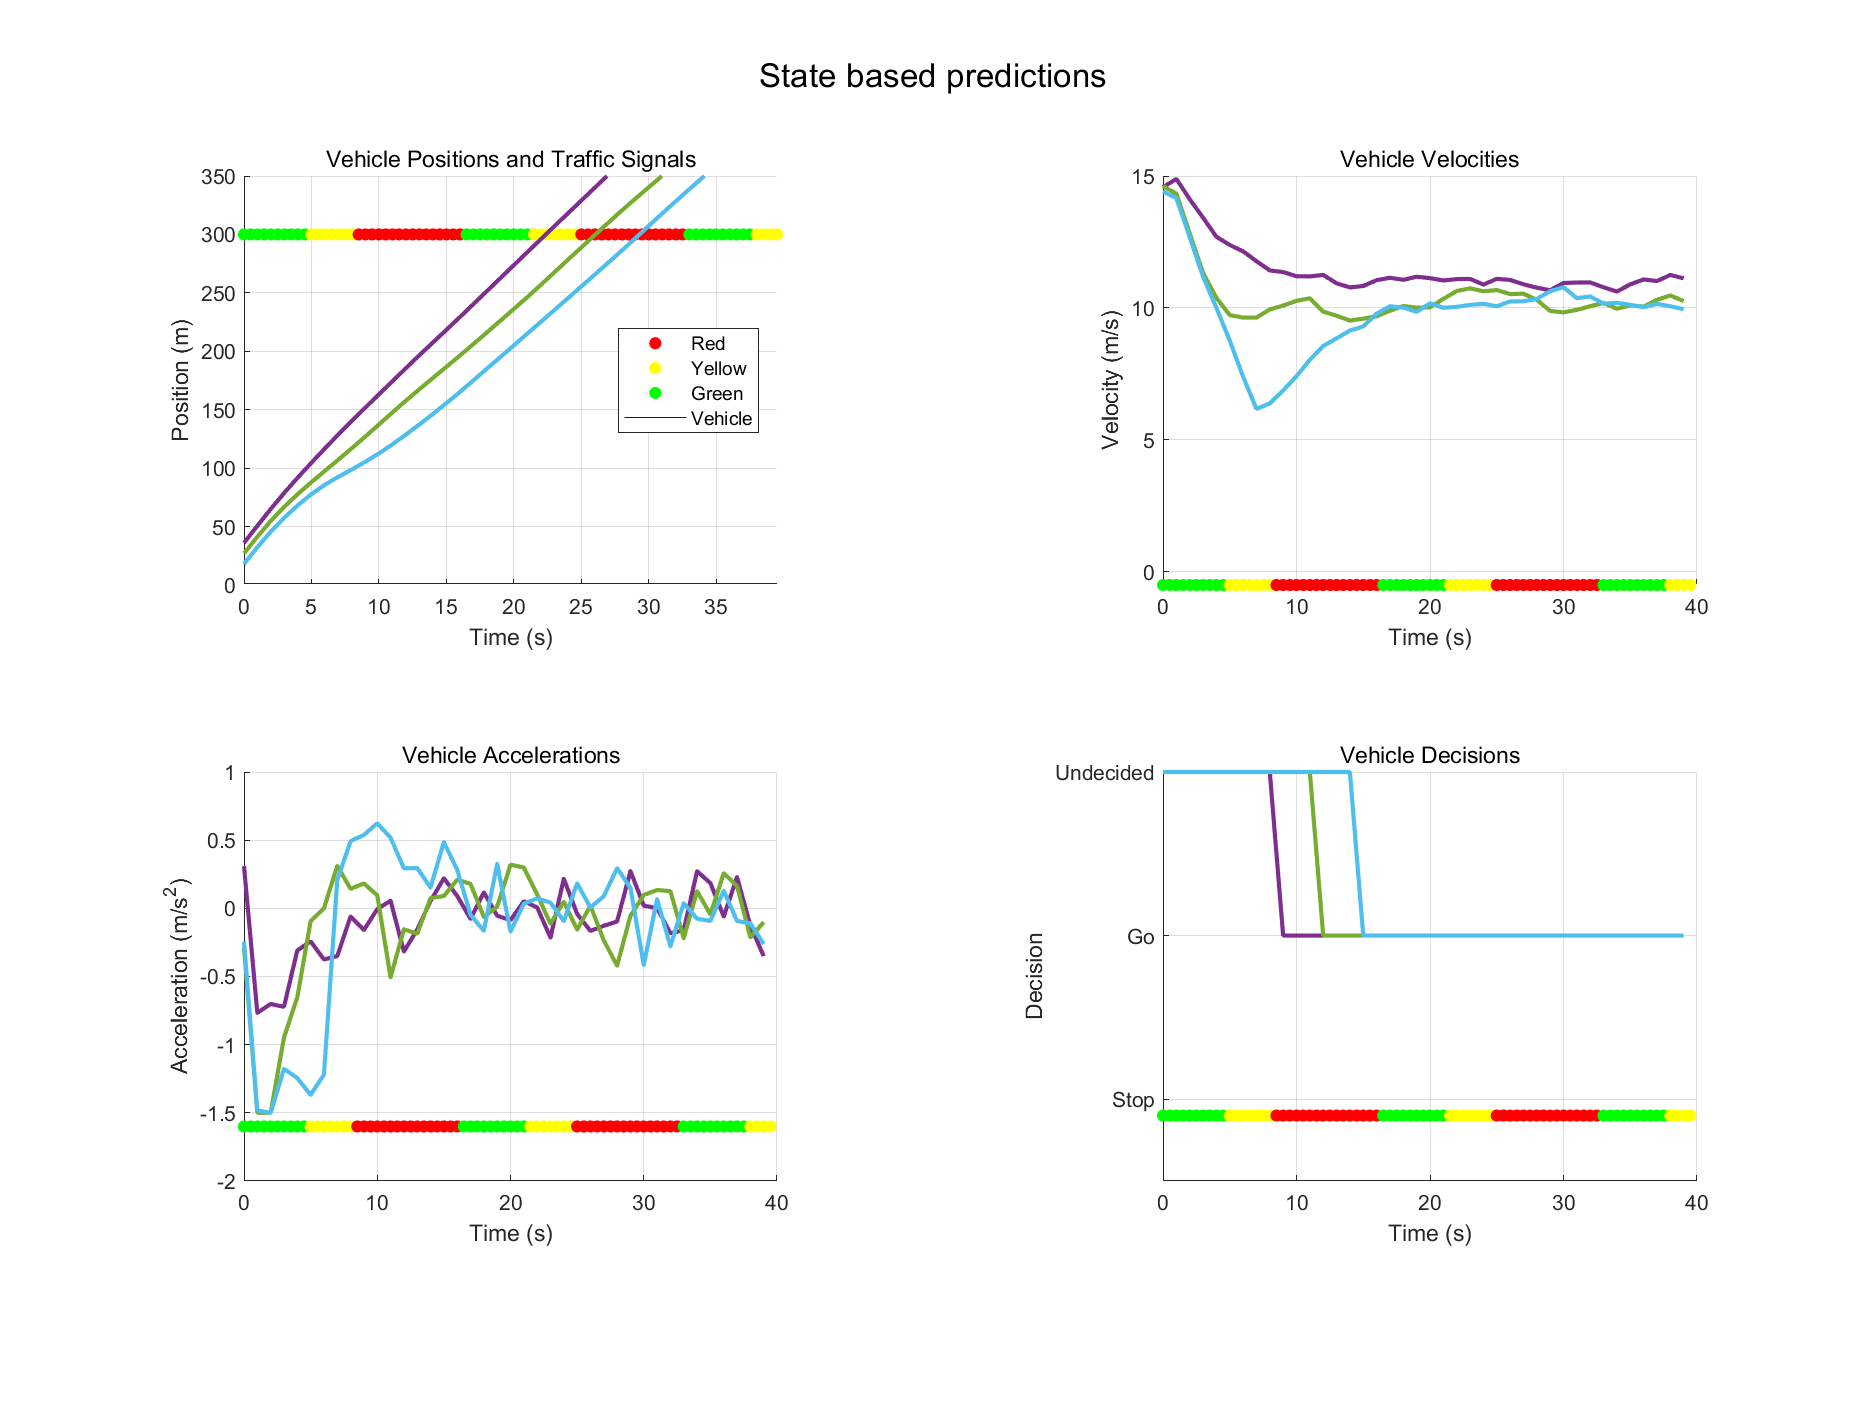 State based predictions
Vehicle Positions and Traffic Signals
350
300
250
200
150
100
50
0
Position (m)
0 5 10 15 20 25 30 35
Time (s)
Red
Yellow
Green
Vehicle
Vehicle Velocities
15
10
5
0
Velocity (m/s)
0 10 20 30 40
Time (s)
Vehicle Accelerations
1
0.5
0
-0.5
-1
-1.5
-2
Acceleration (m/s²)
0 10 20 30 40
Time (s)
Vehicle Decisions
Undecided
Go
Stop
Decision
0 10 20 30 40
Time (s)